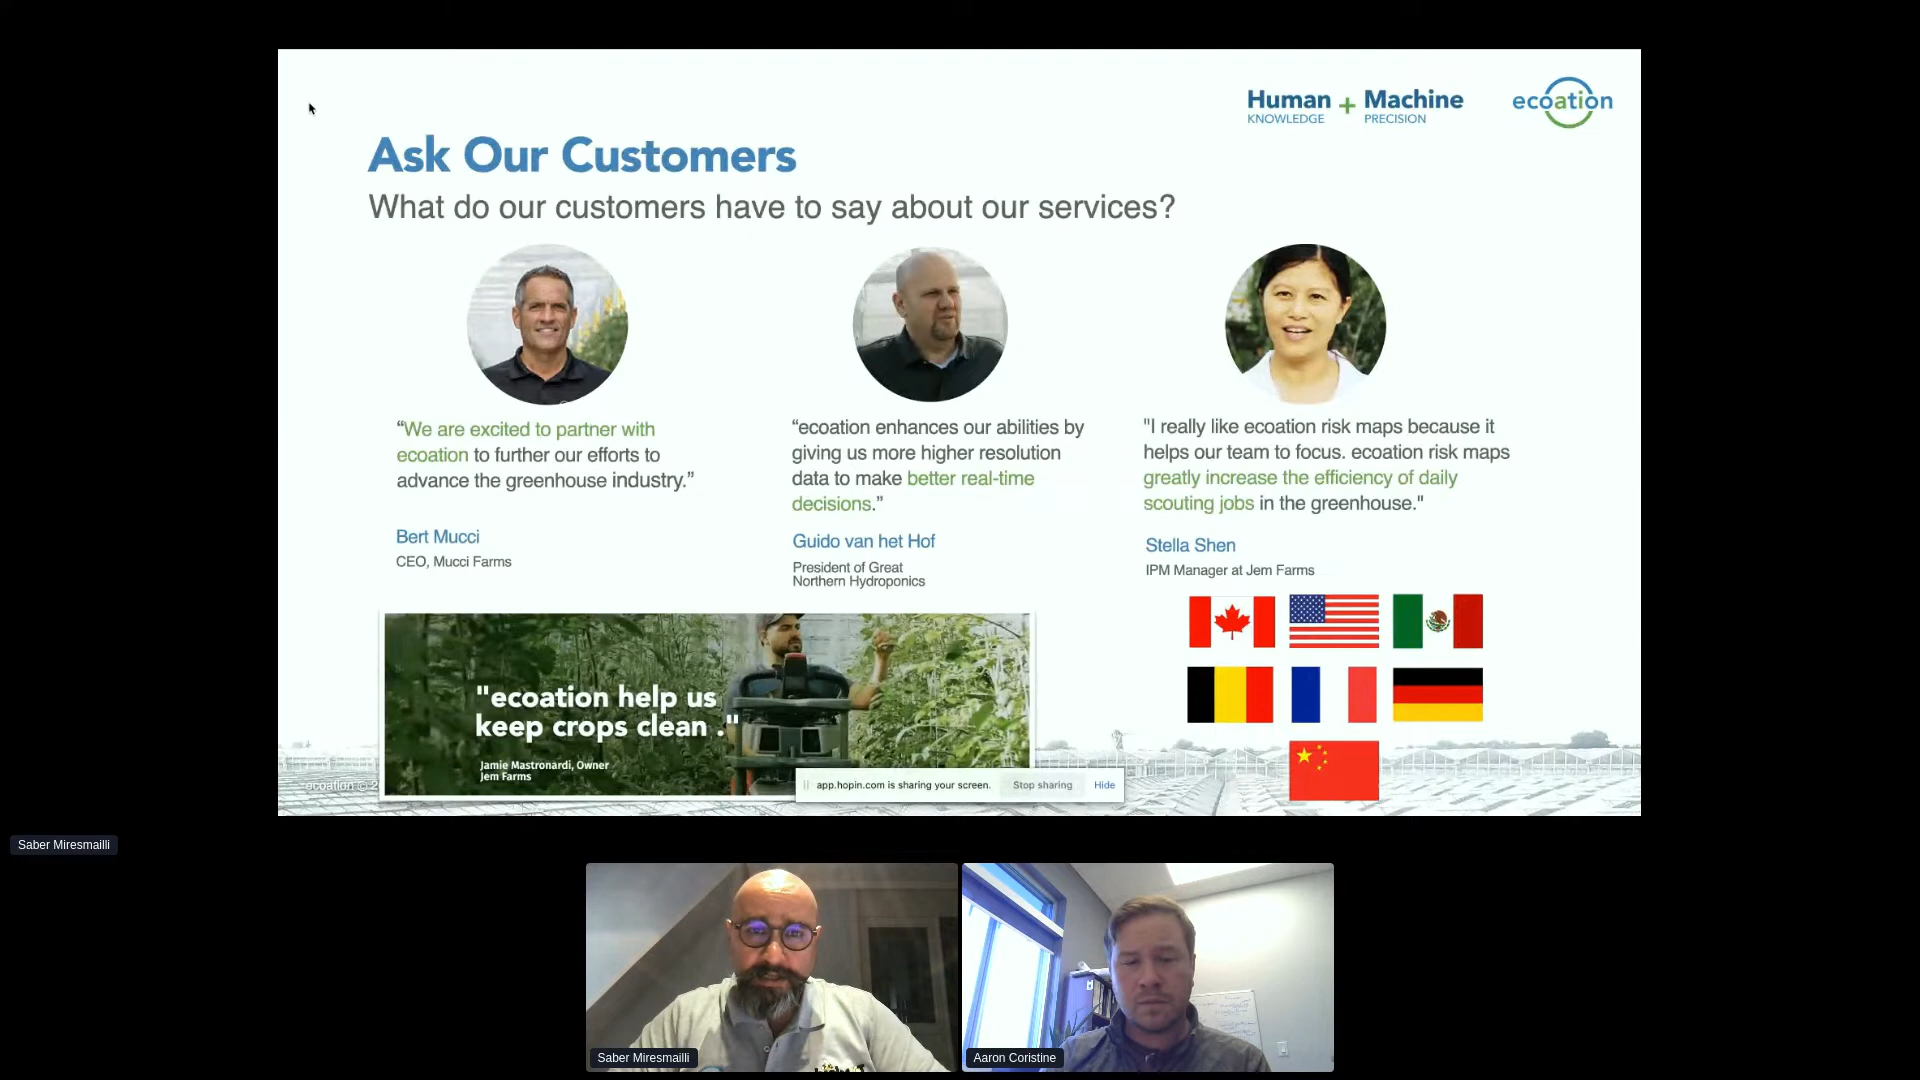 Human + Machine
KNOWLEDGE PRECISION
ecoation
Ask Our Customers
What do our customers have to say about our services?
“We are excited to partner with
ecoation to further our efforts to
advance the greenhouse industry.”
Bert Mucci
CEO, Mucci Farms
“ecoation enhances our abilities by
giving us more higher resolution
data to make better real-time
decisions.”
Guido van het Hof
President of Great
Northern Hydroponics
"I really like ecoation risk maps because it
helps our team to focus. ecoation risk maps
greatly increase the efficiency of daily
scouting jobs in the greenhouse."
Stella Shen
IPM Manager at Jem Farms
"ecoation help us
keep crops clean ."
Jamie Mastronardi, Owner
Jem Farms
ecoation © 2
app.hopin.com is sharing your screen. Stop sharing Hide
Saber Miresmailli
Saber Miresmailli
Aaron Coristine